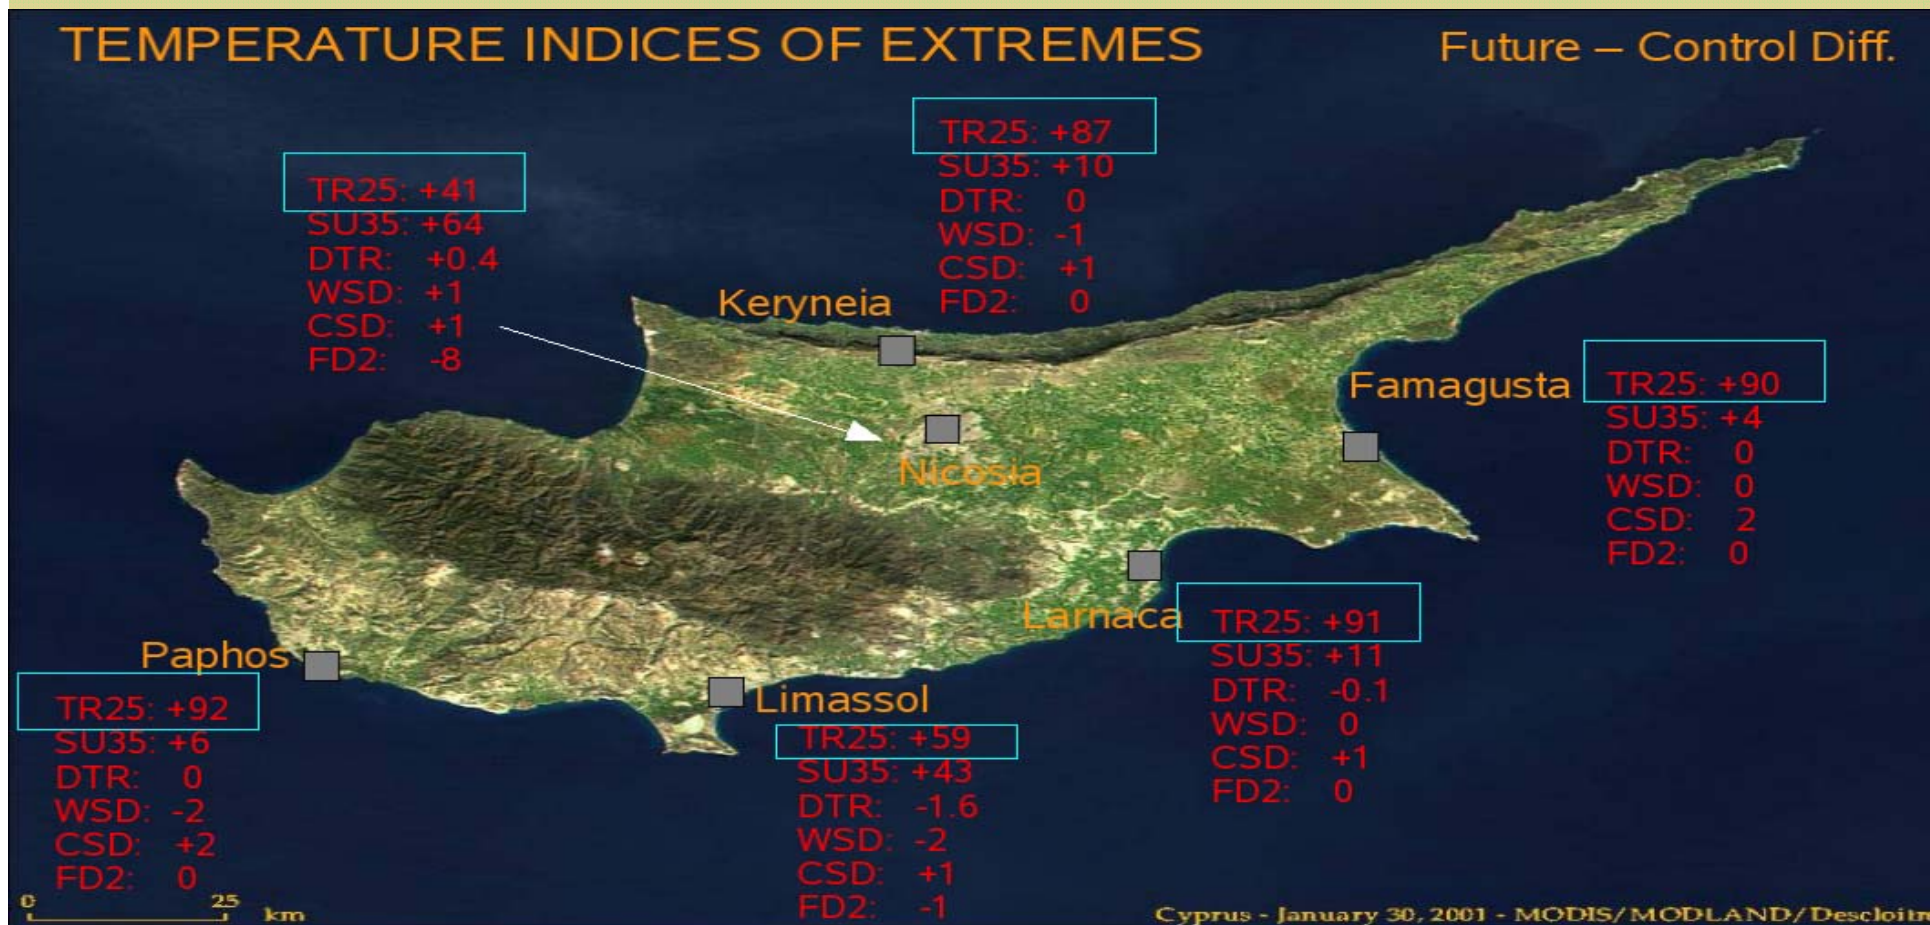 TEMPERATURE INDICES OF EXTREMES
Future – Control Diff.
TR25: +41
SU35: +64
DTR: +0.4
WSD: +1
CSD: +1
FD2: -8
TR25: +87
SU35: +10
DTR: 0
WSD: -1
CSD: +1
FD2: 0
Keryneia
Nicosia
Famagusta
TR25: +90
SU35: +4
DTR: 0
WSD: 0
CSD: 2
FD2: 0
Larnaca
TR25: +91
SU35: +11
DTR: -0.1
WSD: 0
CSD: +1
FD2: 0
Paphos
TR25: +92
SU35: +6
DTR: 0
WSD: -2
CSD: +2
FD2: 0
Limassol
TR25: +59
SU35: +43
DTR: -1.6
WSD: -2
CSD: +1
FD2: -1
0 25 km
Cyprus - January 30, 2001 - MODIS/MODLAND/